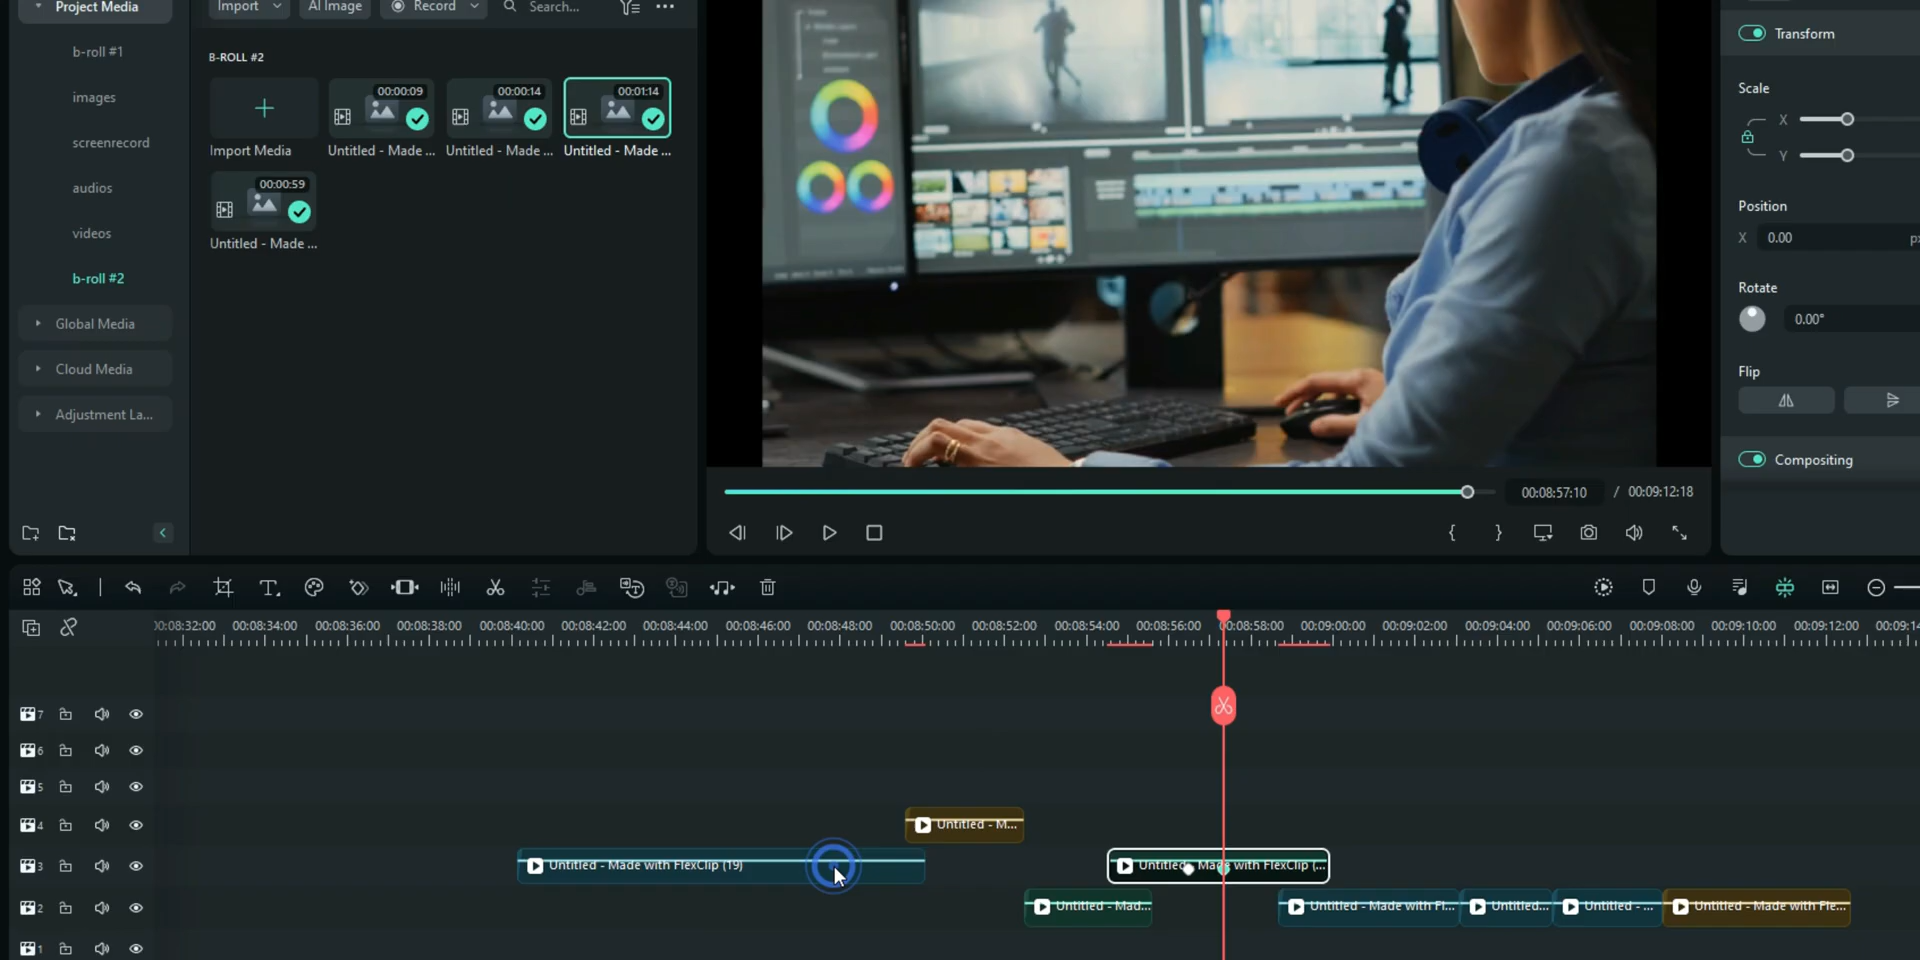 Project Media
Import
AI Image
Record
Search...
b-roll #1
images
screenrecord
audios
videos
b-roll #2
Global Media
Cloud Media
Adjustment La...
B-ROLL #2
00:00:09
00:00:14
00:01:14
Import Media
Untitled - Made ...
Untitled - Made ...
Untitled - Made ...
00:00:59
Untitled - Made ...
Transform
Scale
X
Y
Position
X 0.00
Rotate
0.00°
Flip
Compositing
00:08:57:10 / 00:09:12:18
00:08:34:00 00:08:36:00 00:08:38:00 00:08:40:00 00:08:42:00 00:08:44:00 00:08:46:00 00:08:48:00 00:08:50:00 00:08:52:00 00:08:54:00 00:08:56:00 00:08:58:00 00:09:00:00 00:09:02:00 00:09:04:00 00:09:06:00 00:09:08:00 00:09:10:00 00:09:12:00
7
6
5
4
Untitled - M...
3
Untitled - Made with FlexClip (19)
Untitled - Made with FlexClip (...
2
Untitled - Mad...
Untitled - Made with Fl...
Untitled...
Untitled - ...
Untitled - Made with Fle...
1